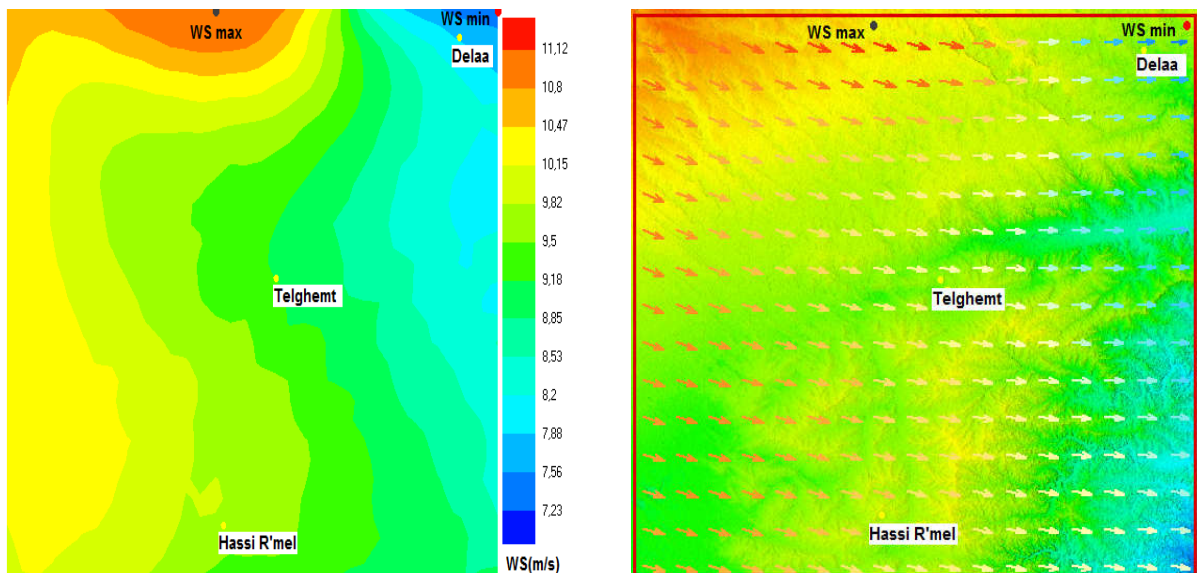 WS max
WS min
Delaa
Telghemt
Hassi R'mel
11,12
10,8
10,47
10,15
9,82
9,5
9,18
8,85
8,53
8,2
7,88
7,56
7,23
WS(m/s)
WS max
WS min
Delaa
Telghemt
Hassi R'mel